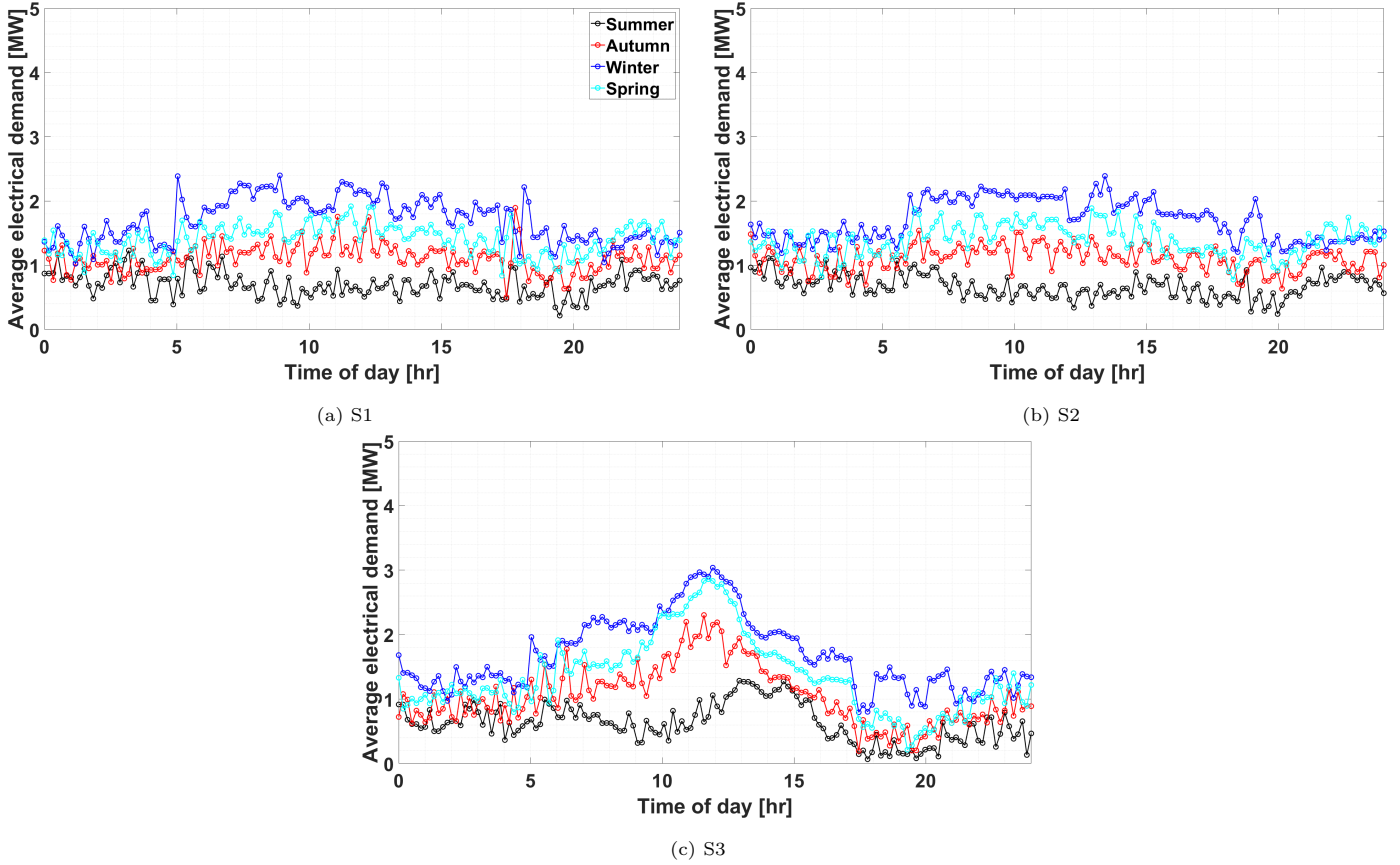 Average electrical demand [MW]
5
4
3
2
1
0
0 5 10 15 20
Time of day [hr]
Summer
Autumn
Winter
Spring
(a) S1
Average electrical demand [MW]
5
4
3
2
1
0
0 5 10 15 20
Time of day [hr]
(b) S2
Average electrical demand [MW]
5
4
3
2
1
0
0 5 10 15 20
Time of day [hr]
(c) S3